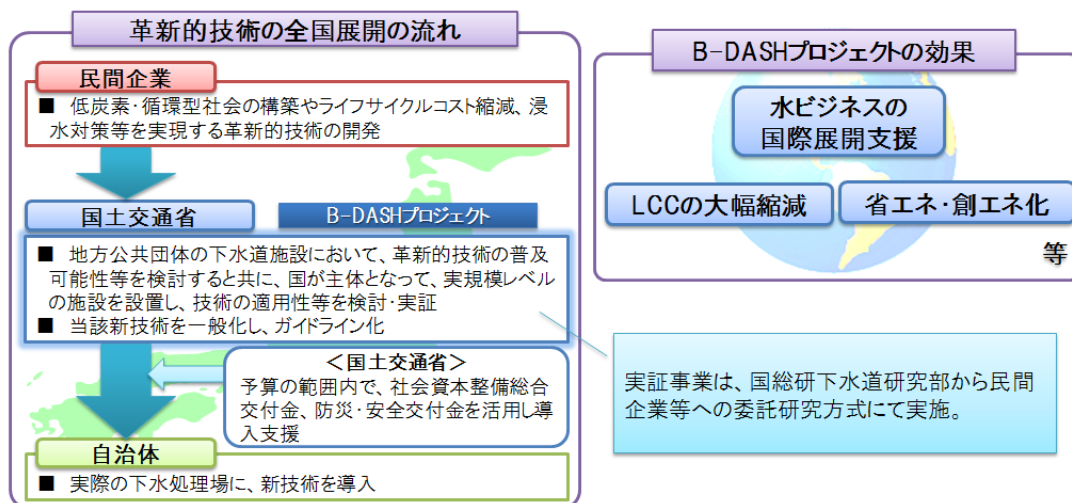 革新的技術の全国展開の流れ
民間企業
■ 低炭素・循環型社会の構築やライフサイクルコスト縮減、浸
水対策等を実現する革新的技術の開発
国土交通省
B-DASHプロジェクト
■ 地方公共団体の下水道施設において、革新的技術の普及
可能性等を検討すると共に、国が主体となって、実規模レベル
の施設を設置し、技術の適用性等を検討・実証
■ 当該新技術を一般化し、ガイドライン化
＜国土交通省＞
予算の範囲内で、社会資本整備総合
交付金、防災・安全交付金を活用し導
入支援
自治体
■ 実際の下水処理場に、新技術を導入
B-DASHプロジェクトの効果
水ビジネスの
国際展開支援
LCCの大幅縮減
省エネ・創エネ化
等
実証事業は、国総研下水道研究部から民間
企業等への委託研究方式にて実施。